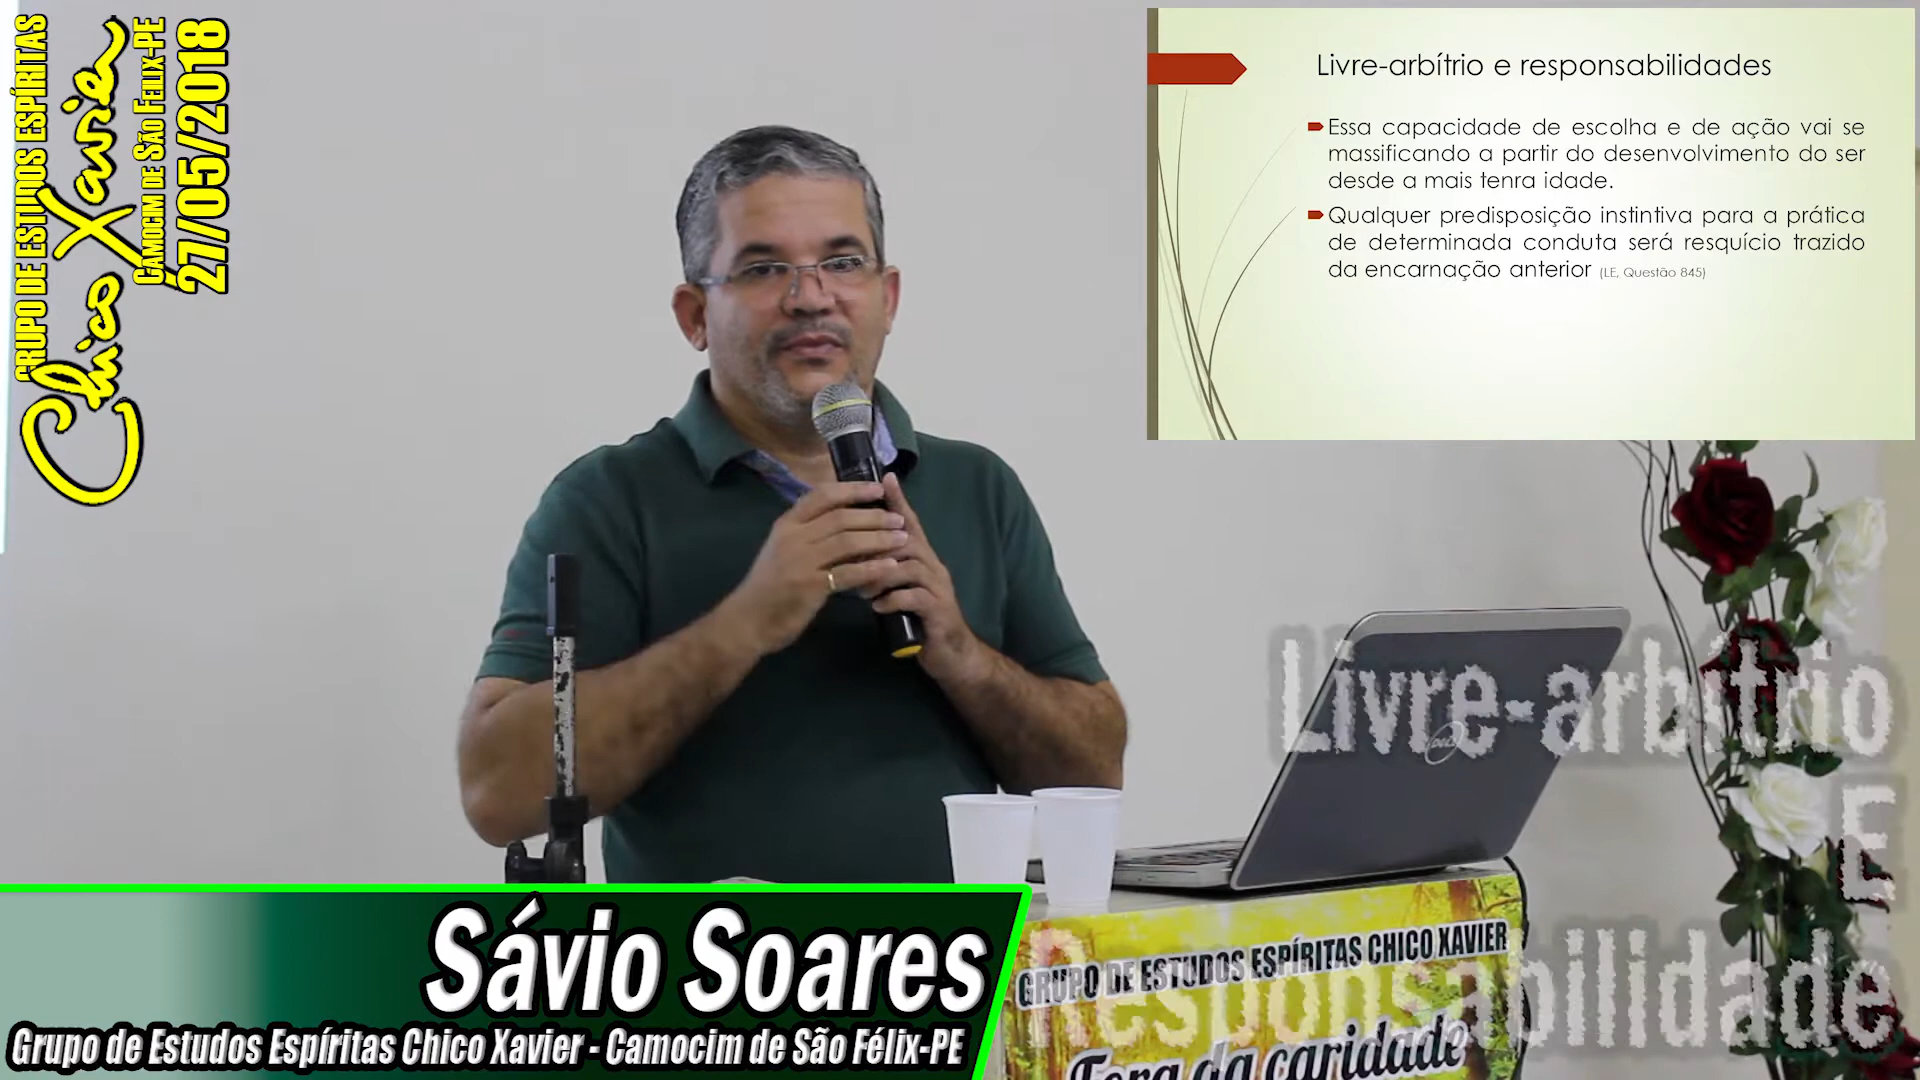 GRUPO DE ESTUDOS ESPÍRITAS
Chico Xavier
CAMOCIM DE SÃO FELIX-PE
27/05/2018
Livre-arbítrio e responsabilidades
Essa capacidade de escolha e de ação vai se
massificando a partir do desenvolvimento do ser
desde a mais tenra idade.
Qualquer predisposição instintiva para a prática
de determinada conduta será resquício trazido
da encarnação anterior (LE, Questão 845)
Livre-arbítrio
E
Responsabilidade
GRUPO DE ESTUDOS ESPÍRITAS CHICO XAVIER
Fora da caridade
Sávio Soares
Grupo de Estudos Espíritas Chico Xavier - Camocim de São Félix-PE